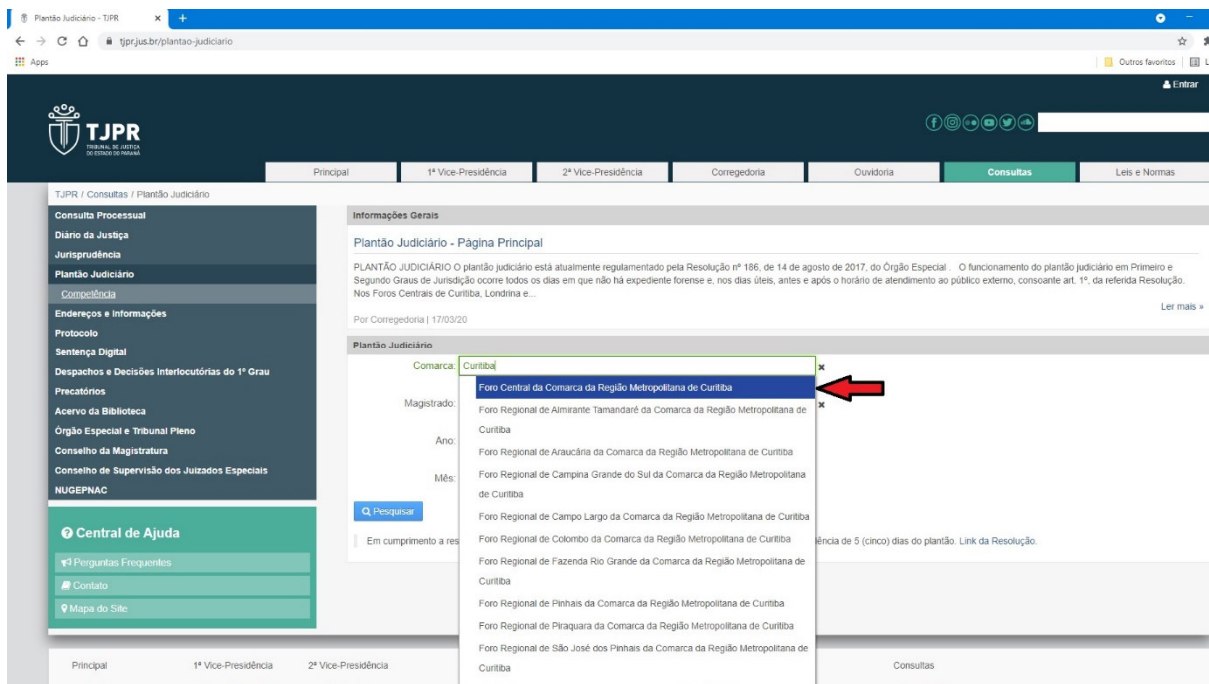 Plantão Judiciário - TJPR
tjpr.jus.br/plantao-judiciario
Apps
Outros favoritos
Entrar
TJPR
TRIBUNAL DE JUSTIÇA
DO ESTADO DO PARANÁ
Principal
1ª Vice-Presidência
2ª Vice-Presidência
Corregedoria
Ouvidoria
Consultas
Leis e Normas
TJPR / Consultas / Plantão Judiciário
Consulta Processual
Diário da Justiça
Jurisprudência
Plantão Judiciário
Competência
Endereços e Informações
Protocolo
Sentença Digital
Despachos e Decisões Interlocutórias do 1º Grau
Precatórios
Acervo da Biblioteca
Órgão Especial e Tribunal Pleno
Conselho da Magistratura
Conselho de Supervisão dos Juizados Especiais
NUGEPNAC
Central de Ajuda
Perguntas Frequentes
Contato
Mapa do Site
Informações Gerais
Plantão Judiciário - Página Principal
PLANTÃO JUDICIÁRIO O plantão judiciário está atualmente regulamentado pela Resolução nº 186, de 14 de agosto de 2017, do Órgão Especial . O funcionamento do plantão judiciário em Primeiro e
Segundo Graus de Jurisdição ocorre todos os dias em que não há expediente forense e, nos dias úteis, antes e após o horário de atendimento ao público externo, consoante art. 1º, da referida Resolução.
Nos Foros Centrais de Curitiba, Londrina e...
Ler mais »
Por Corregedoria | 17/03/20
Plantão Judiciário
Comarca: Curitiba
Magistrado:
Ano:
Mês:
Pesquisar
Foro Central da Comarca da Região Metropolitana de Curitiba
Foro Regional de Almirante Tamandaré da Comarca da Região Metropolitana de
Curitiba
Foro Regional de Araucária da Comarca da Região Metropolitana de Curitiba
Foro Regional de Campina Grande do Sul da Comarca da Região Metropolitana
de Curitiba
Foro Regional de Campo Largo da Comarca da Região Metropolitana de Curitiba
Foro Regional de Colombo da Comarca da Região Metropolitana de Curitiba
Foro Regional de Fazenda Rio Grande da Comarca da Região Metropolitana de
Curitiba
Foro Regional de Pinhais da Comarca da Região Metropolitana de Curitiba
Foro Regional de Piraquara da Comarca da Região Metropolitana de Curitiba
Foro Regional de São José dos Pinhais da Comarca da Região Metropolitana de
Curitiba
Em cumprimento a res
ência de 5 (cinco) dias do plantão. Link da Resolução.
Principal
1ª Vice-Presidência
2ª Vice-Presidência
Consultas